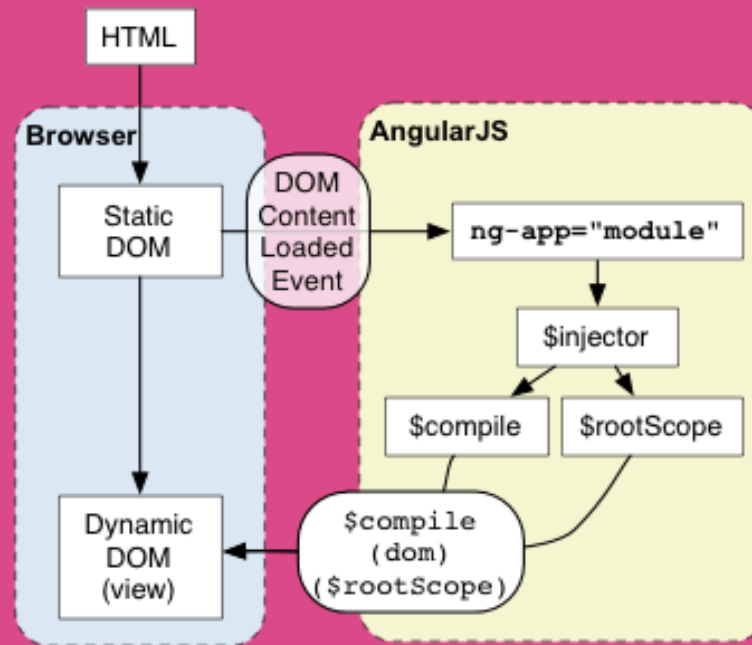 HTML
Browser
AngularJS
Static
DOM
DOM
Content
Loaded
Event
ng-app="module"
$injector
$compile
$rootScope
Dynamic
DOM
(view)
$compile
(dom)
($rootScope)